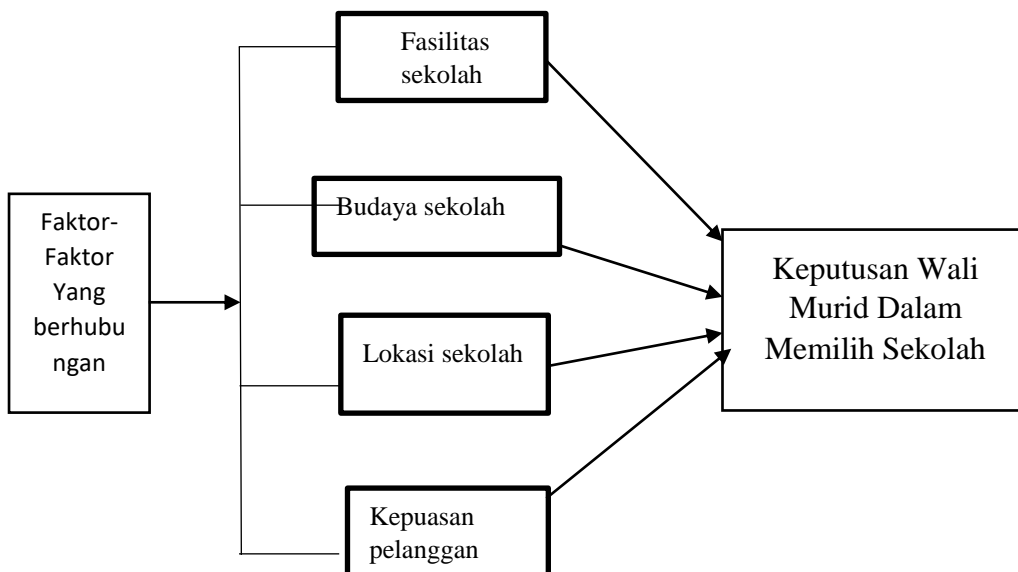 Fasilitas
sekolah
Budaya sekolah
Faktor-
Faktor
Yang
berhubu
ngan
Keputusan Wali
Murid Dalam
Memilih Sekolah
Lokasi sekolah
Kepuasan
pelanggan